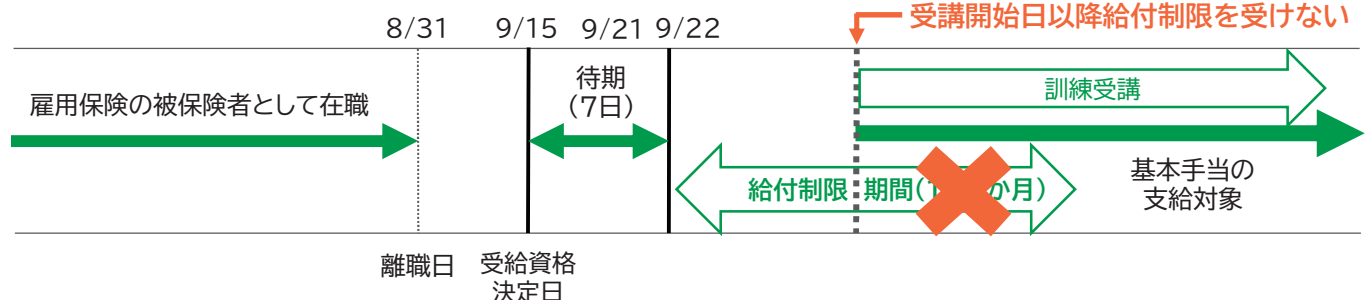 受講開始日以降給付制限を受けない
8/31
9/15
9/21
9/22
雇用保険の被保険者として在職
待期
(7日)
訓練受講
給付制限 期間(1 か月)
基本手当の
支給対象
離職日
受給資格
決定日